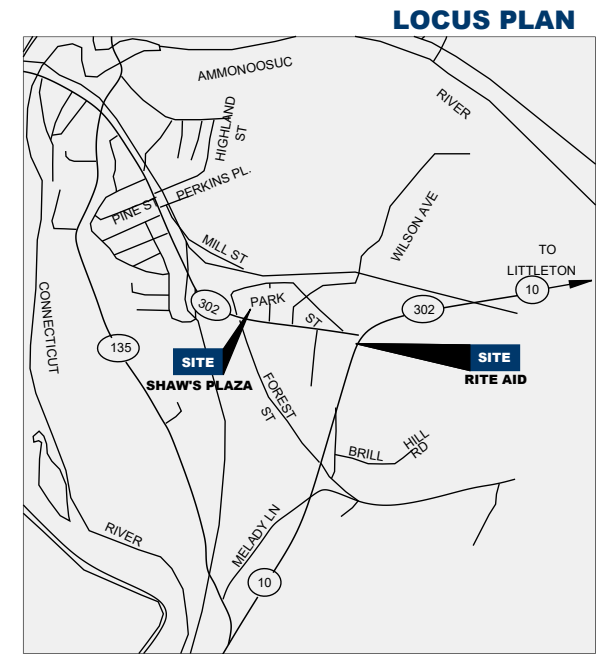 LOCUS PLAN
AMMONOOSUC
RIVER
HIGHLAND
ST
PERKINS PL.
PINE ST
MILL ST
WILSON AVE
TO
LITTLETON
10
CONNECTICUT
302
PARK
ST
302
135
SITE
SHAW'S PLAZA
SITE
RITE AID
FOREST
ST
BRILL
HILL
RD
RIVER
MELADY LN
10